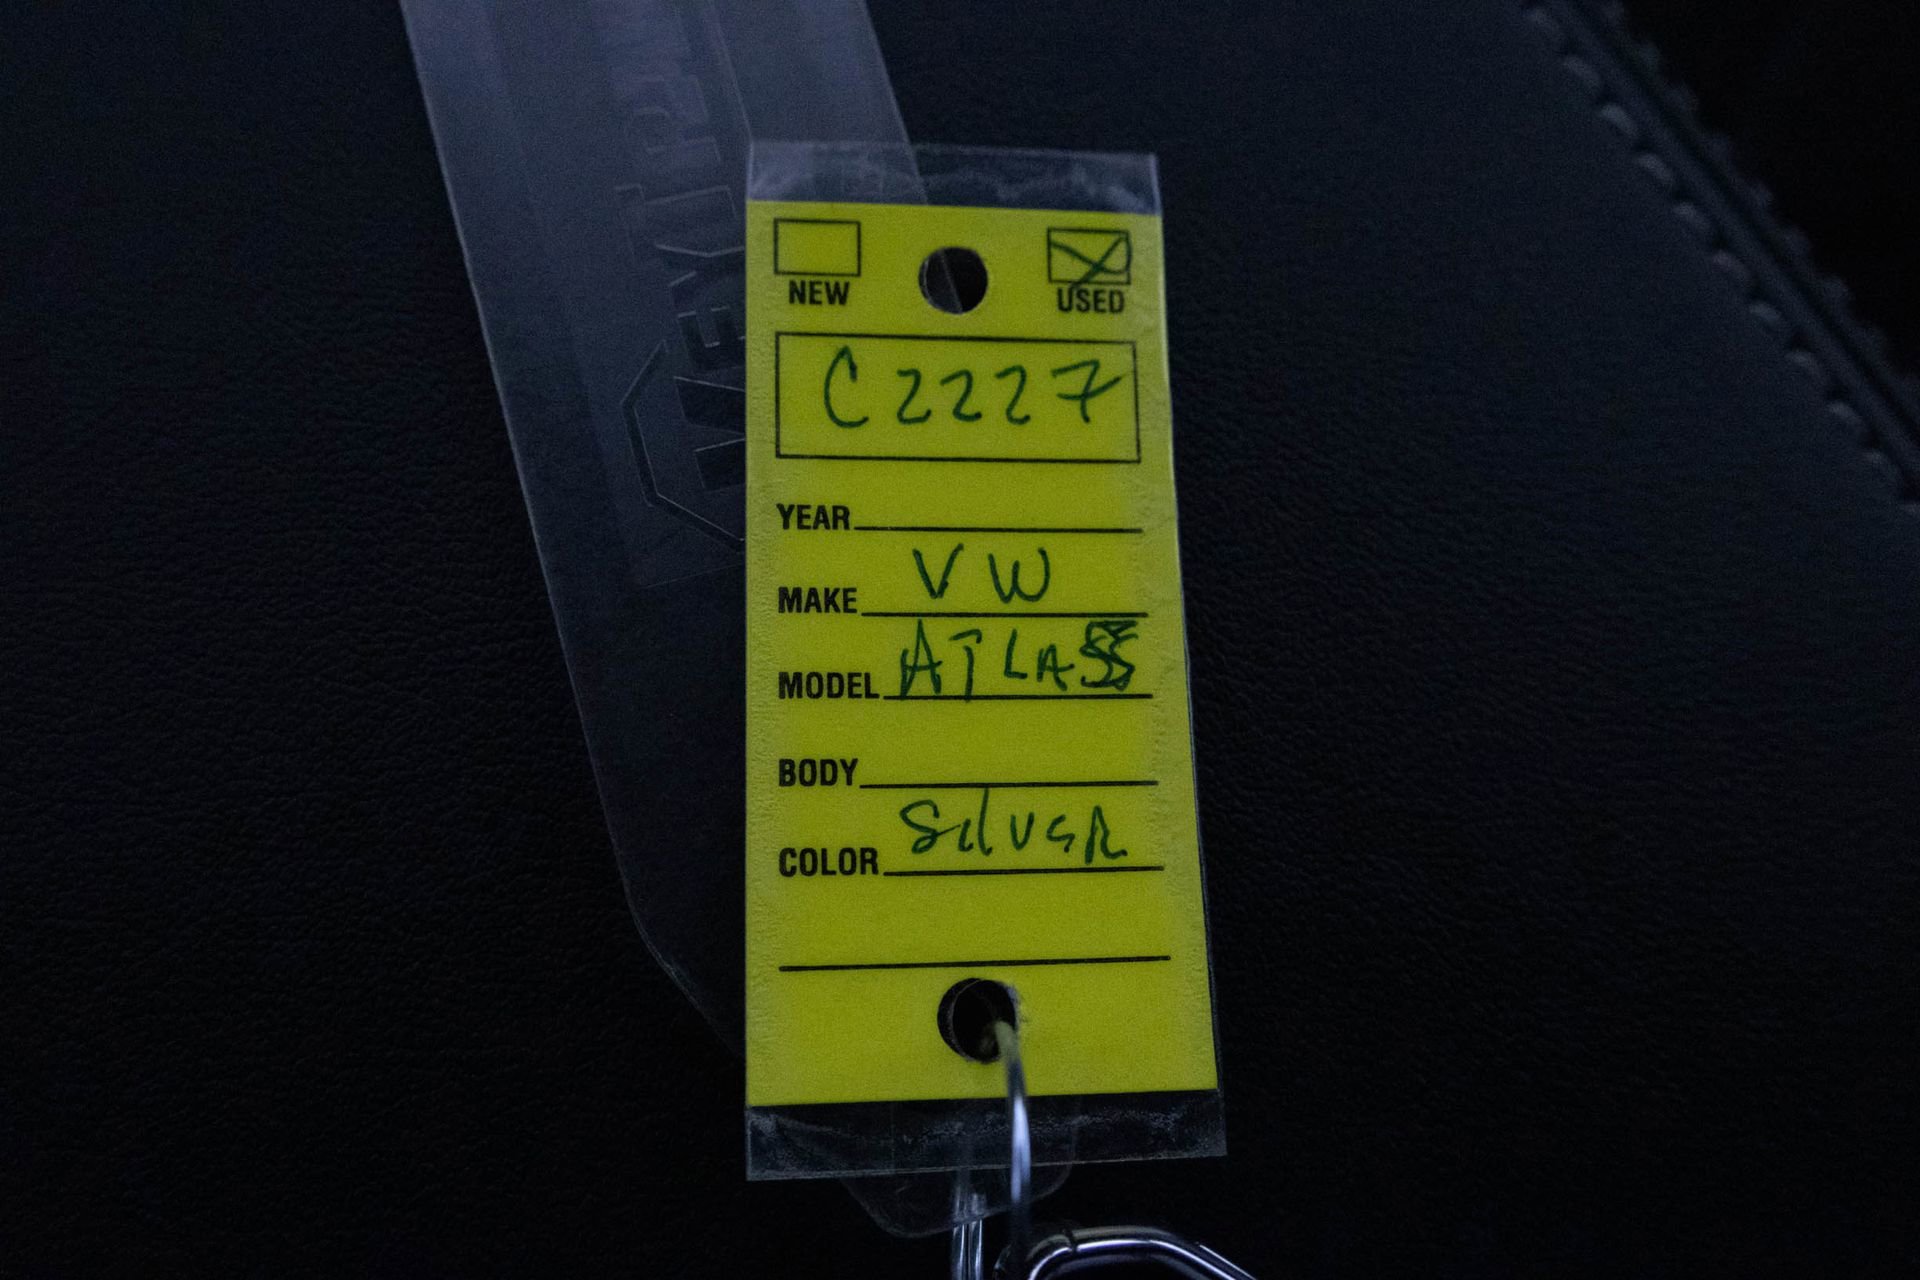 NEW USED
C2227
YEAR
MAKE VW
MODEL ATLAS
BODY
COLOR SilVER